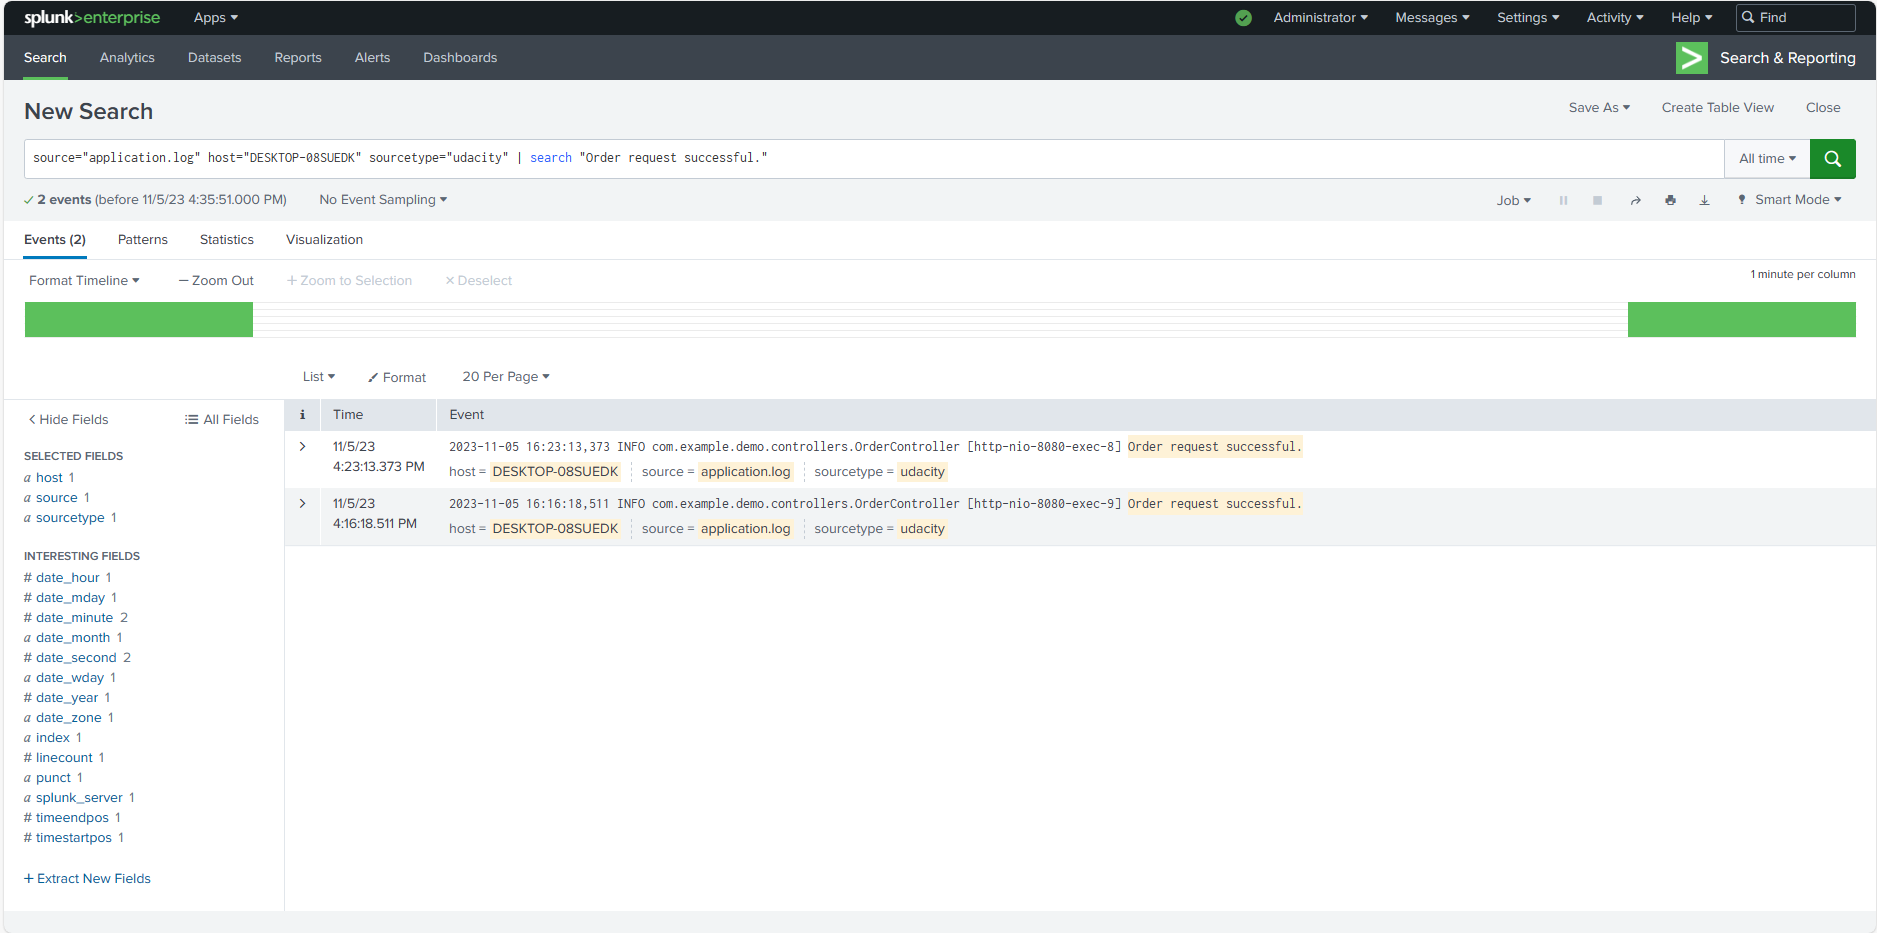 splunk>enterprise Apps Administrator Messages Settings Activity Help Find
Search Analytics Datasets Reports Alerts Dashboards Search & Reporting
New Search Save As Create Table View Close
source="application.log" host="DESKTOP-08SUEDK" sourcetype="udacity" | search "Order request successful." All time
2 events (before 11/5/23 4:35:51.000 PM) No Event Sampling Job Smart Mode
Events (2) Patterns Statistics Visualization
Format Timeline — Zoom Out + Zoom to Selection × Deselect 1 minute per column
List Format 20 Per Page
< Hide Fields All Fields
SELECTED FIELDS
a host 1
a source 1
a sourcetype 1
INTERESTING FIELDS
# date_hour 1
# date_mday 1
# date_minute 2
a date_month 1
# date_second 2
a date_wday 1
# date_year 1
a date_zone 1
a index 1
# linecount 1
a punct 1
a splunk_server 1
# timeendpos 1
# timestartpos 1
+ Extract New Fields
i Time Event
> 11/5/23 2023-11-05 16:23:13,373 INFO com.example.demo.controllers.OrderController [http-nio-8080-exec-8] Order request successful.
4:23:13.373 PM host = DESKTOP-08SUEDK source = application.log sourcetype = udacity
> 11/5/23 2023-11-05 16:16:18,511 INFO com.example.demo.controllers.OrderController [http-nio-8080-exec-9] Order request successful.
4:16:18.511 PM host = DESKTOP-08SUEDK source = application.log sourcetype = udacity